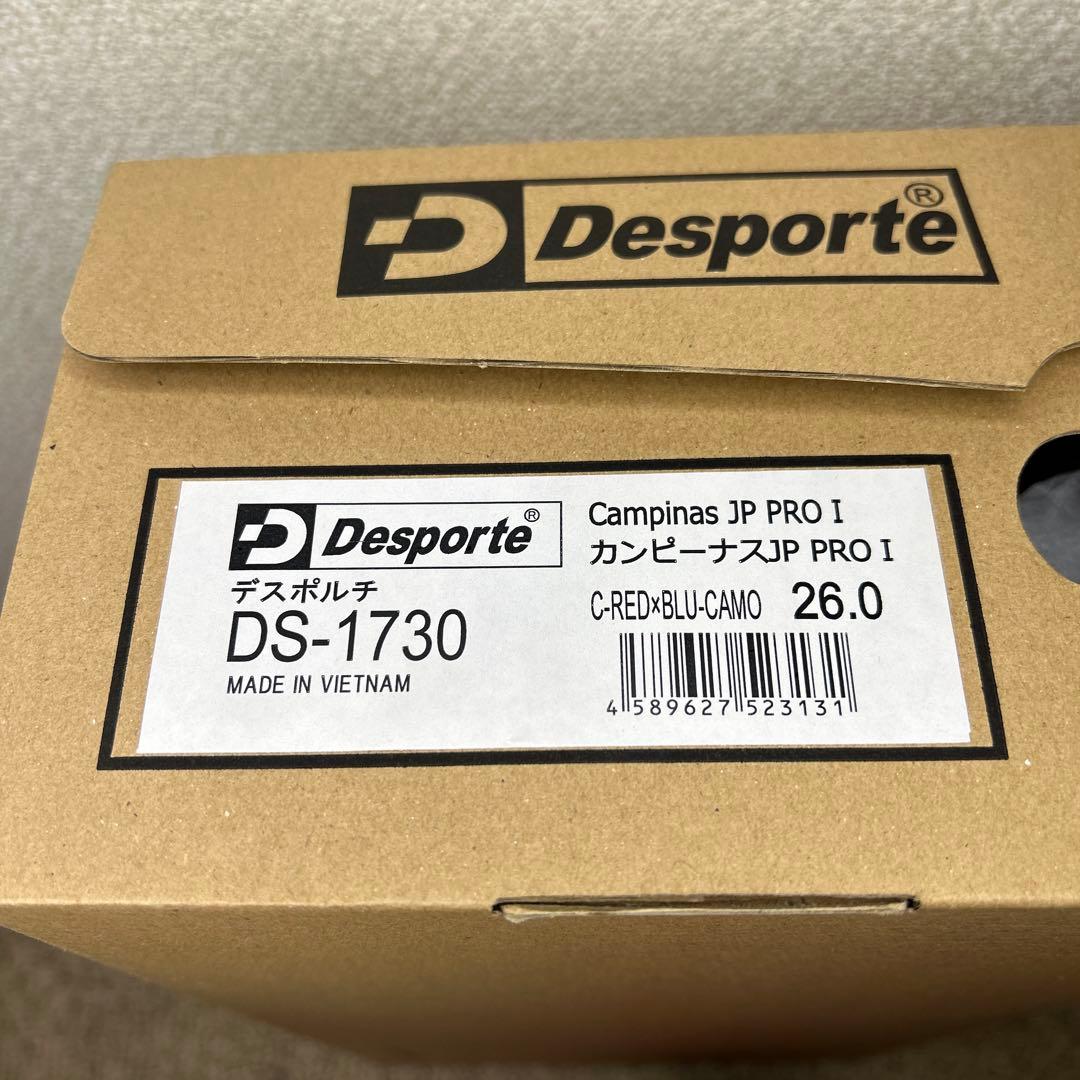 Desporte®
Desporte®
デスポルチ
DS-1730
MADE IN VIETNAM
Campinas JP PRO I
カンピーナスJP PRO I
C-RED×BLU-CAMO 26.0
4 589627 523131